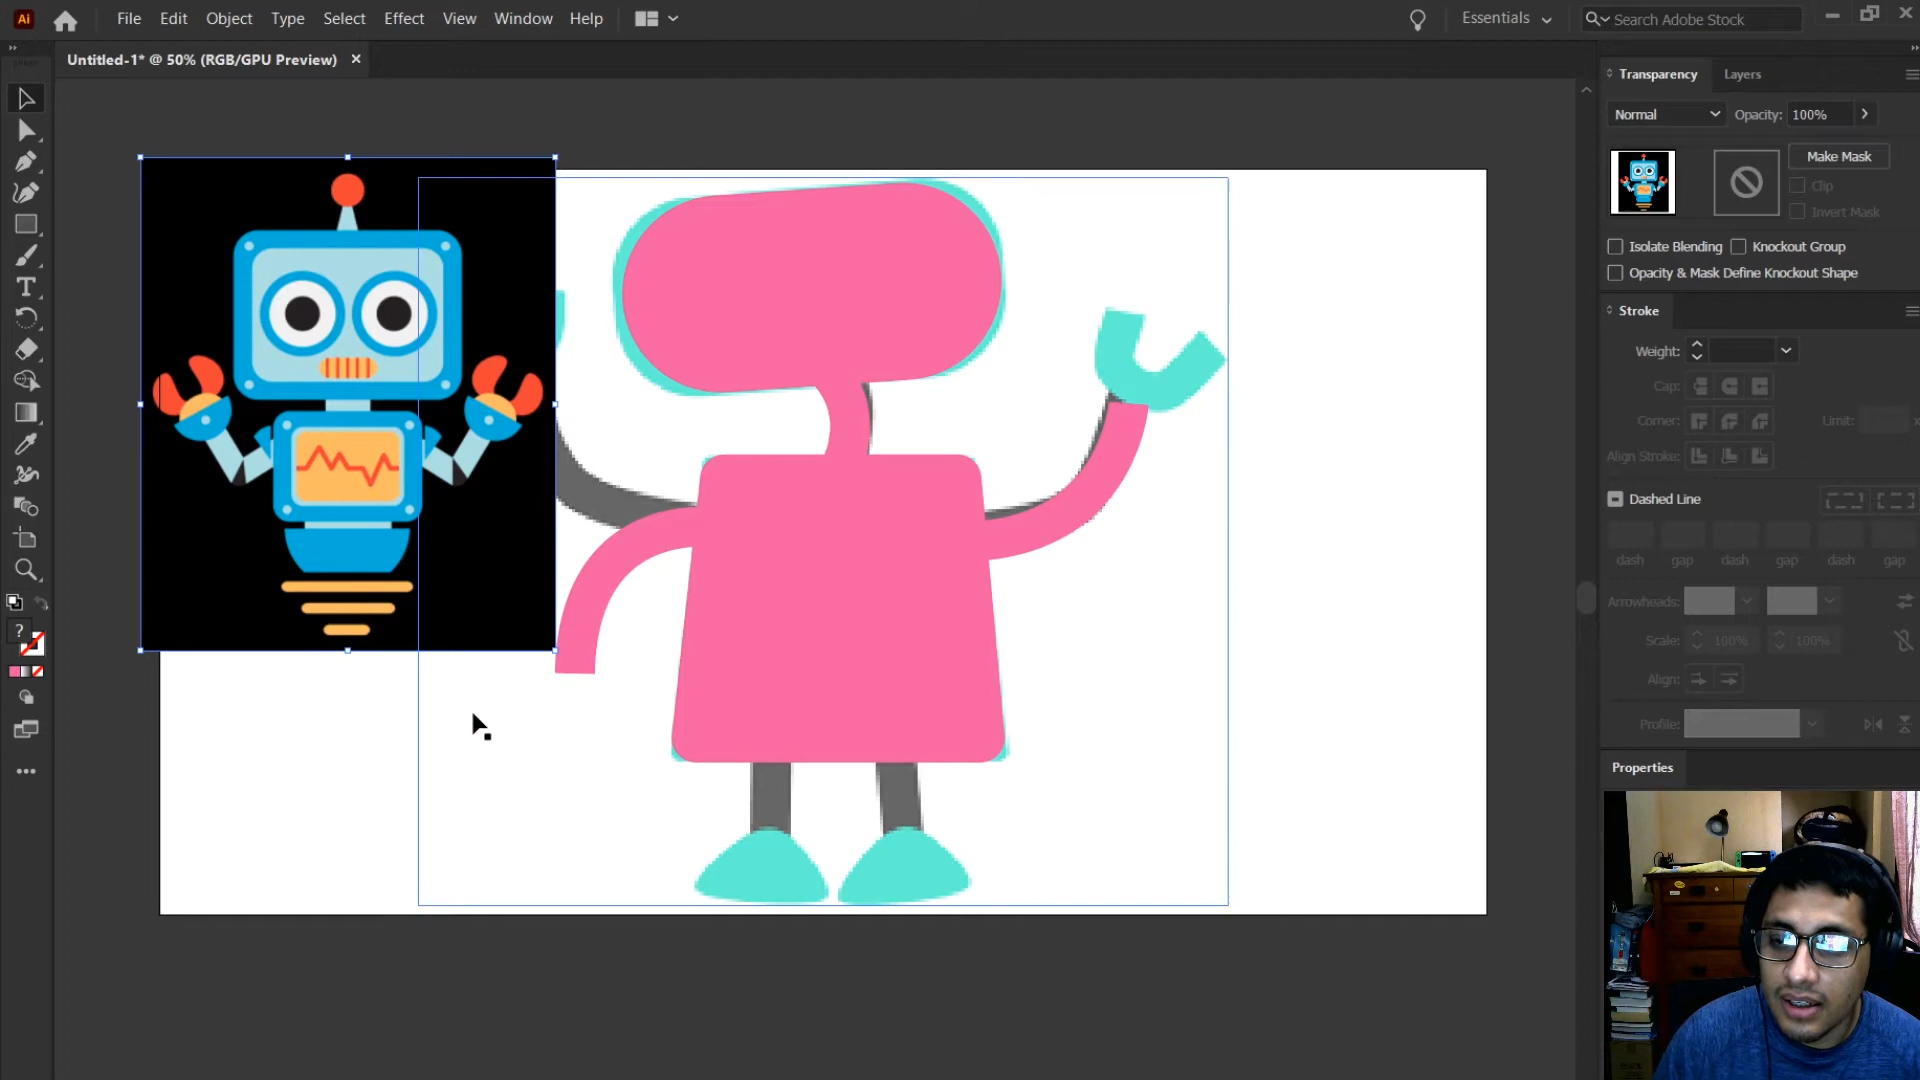 Ai File Edit Object Type Select Effect View Window Help Essentials Search Adobe Stock
Untitled-1* @ 50% (RGB/GPU Preview) ×
Transparency Layers
Normal Opacity: 100%
Make Mask
Clip
Invert Mask
Isolate Blending Knockout Group
Opacity & Mask Define Knockout Shape
Stroke
Weight:
Cap:
Corner: Limit: x
Align Stroke:
Dashed Line
dash gap dash gap dash gap
Arrowheads:
Scale: 100% 100%
Align:
Profile:
Properties
T
?